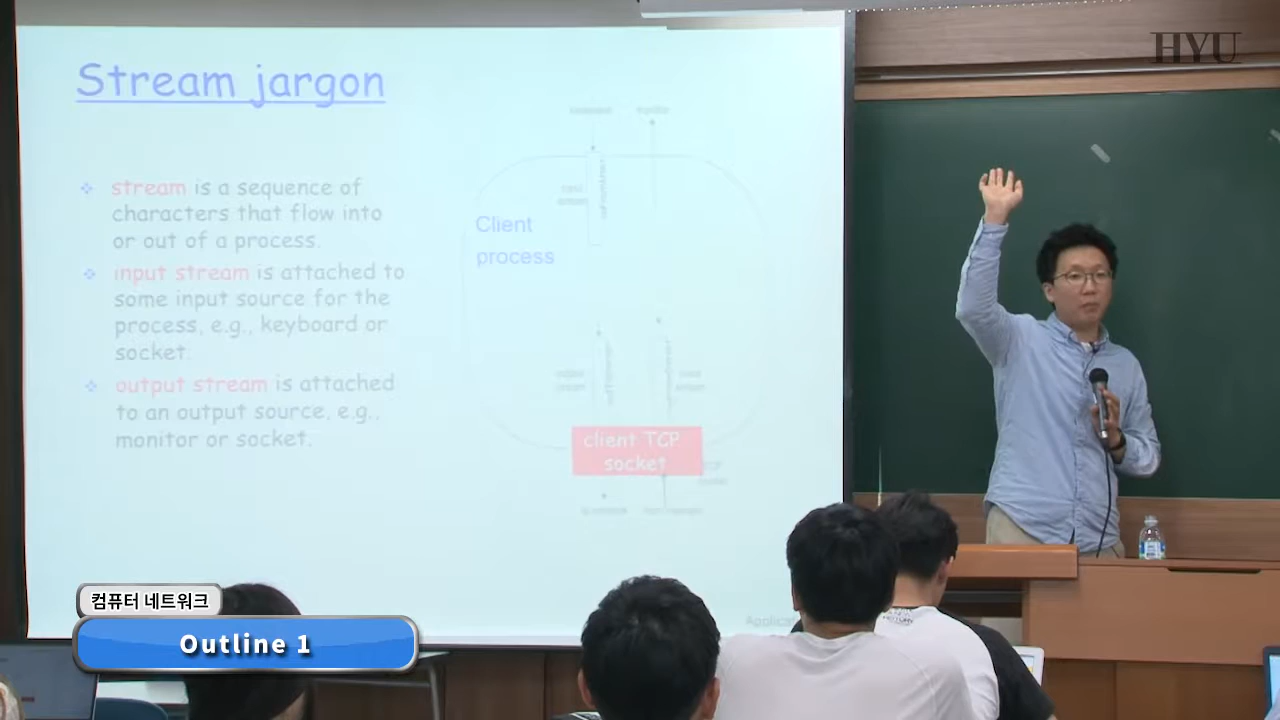 HYU
Stream jargon
stream is a sequence of
characters that flow into
or out of a process.
input stream is attached to
some input source for the
process, e.g., keyboard or
socket.
output stream is attached
to an output source, e.g.,
monitor or socket.
Client
process
client TCP
socket
컴퓨터 네트워크
Outline 1